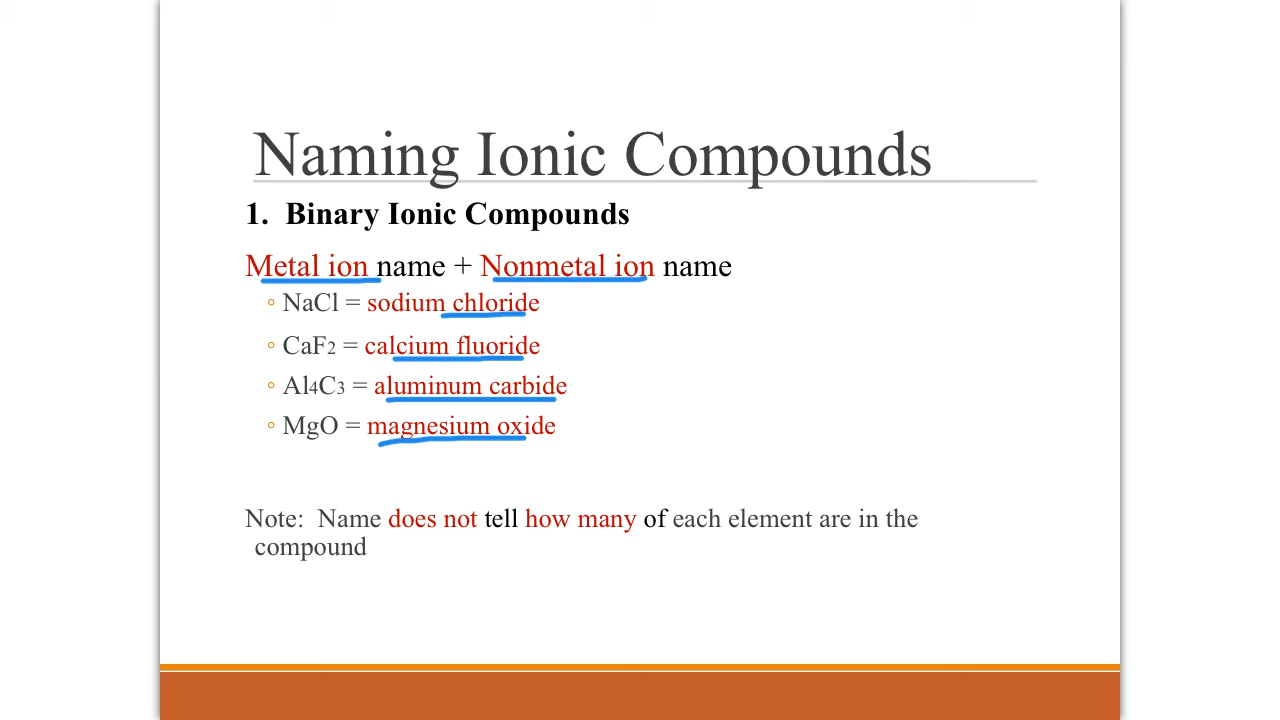 Naming Ionic Compounds
1. Binary Ionic Compounds
Metal ion name + Nonmetal ion name
◦ NaCl = sodium chloride
◦ CaF2 = calcium fluoride
◦ Al4C3 = aluminum carbide
◦ MgO = magnesium oxide
Note: Name does not tell how many of each element are in the
compound